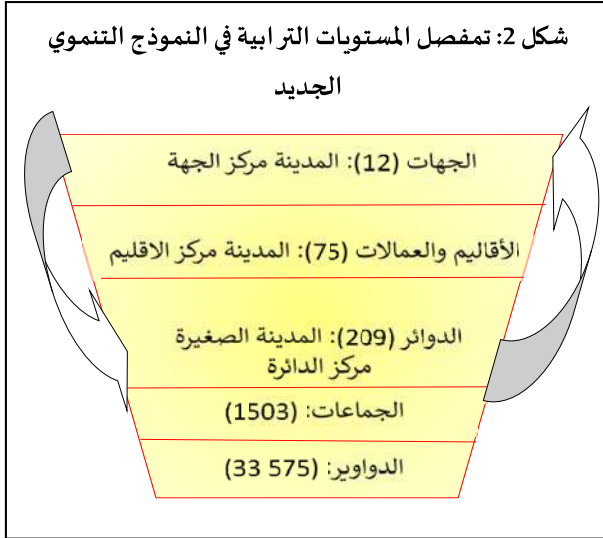 شكل 2: تمفصل المستويات الترابية في النموذج التنموي
الجديد
الجهات (12): المدينة مركز الجهة
الأقاليم والعمالات (75): المدينة مركز الاقليم
الدوائر (209): المدينة الصغيرة
مركز الدائرة
الجماعات: (1503)
الدواوير: (33 575)